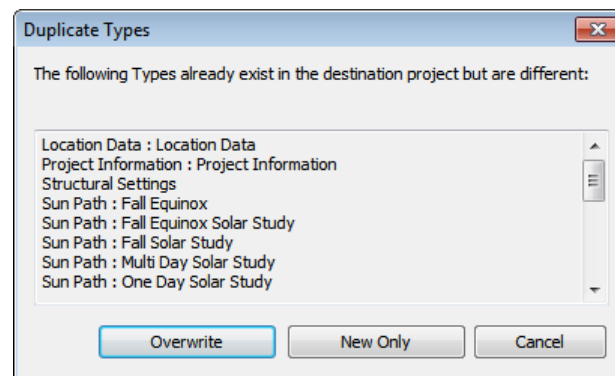 Duplicate Types
The following Types already exist in the destination project but are different:
Location Data : Location Data
Project Information : Project Information
Structural Settings
Sun Path : Fall Equinox
Sun Path : Fall Equinox Solar Study
Sun Path : Fall Solar Study
Sun Path : Multi Day Solar Study
Sun Path : One Day Solar Study
Overwrite New Only Cancel